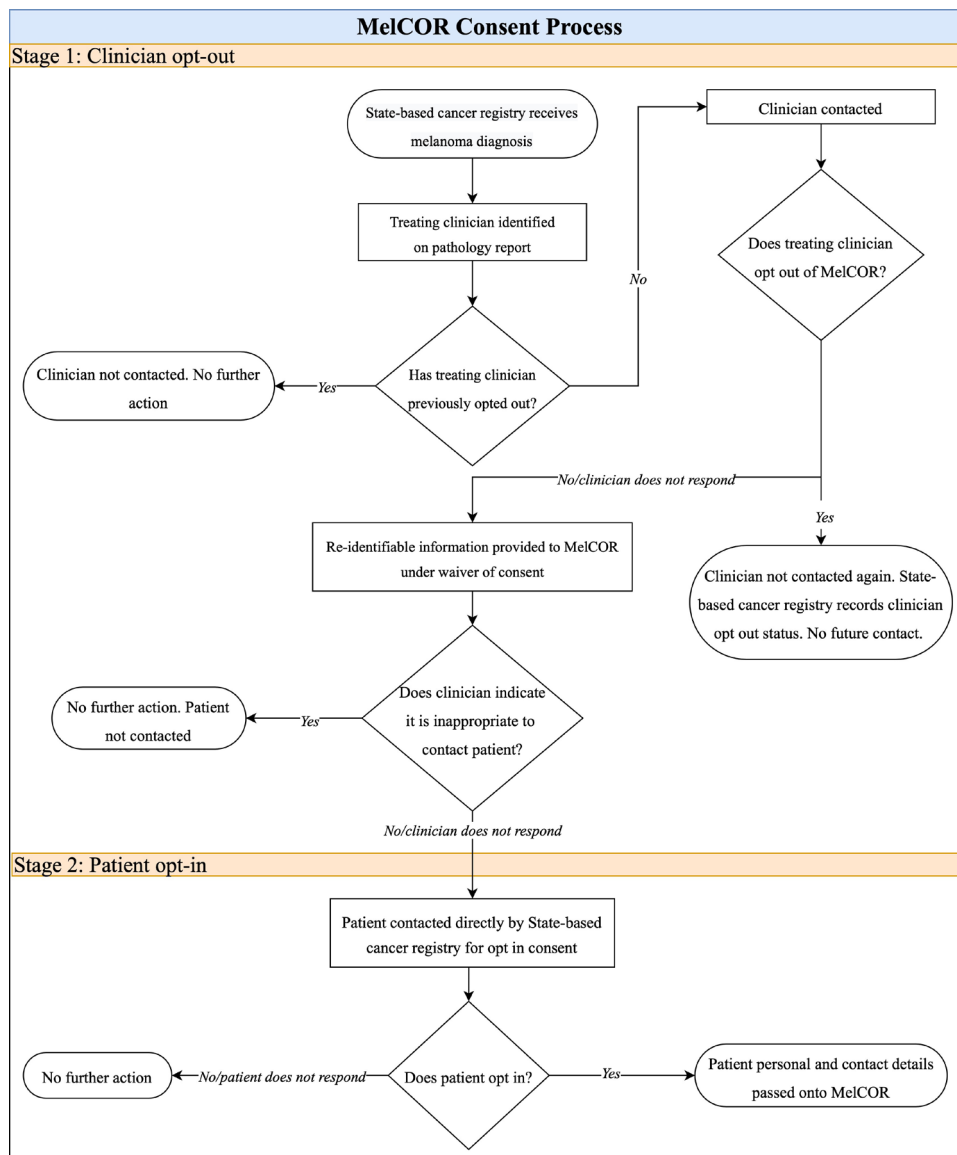 MelCOR Consent Process
Stage 1: Clinician opt-out
State-based cancer registry receives
melanoma diagnosis
Clinician contacted
Treating clinician identified
on pathology report
Does treating clinician
opt out of MelCOR?
No
Has treating clinician
previously opted out?
Yes
Clinician not contacted. No further
action
No/clinician does not respond
Yes
Re-identifiable information provided to MelCOR
under waiver of consent
Clinician not contacted again. State-
based cancer registry records clinician
opt out status. No future contact.
Does clinician indicate
it is inappropriate to
contact patient?
Yes
No further action. Patient
not contacted
No/clinician does not respond
Stage 2: Patient opt-in
Patient contacted directly by State-based
cancer registry for opt in consent
Does patient opt in?
No/patient does not respond
No further action
Yes
Patient personal and contact details
passed onto MelCOR